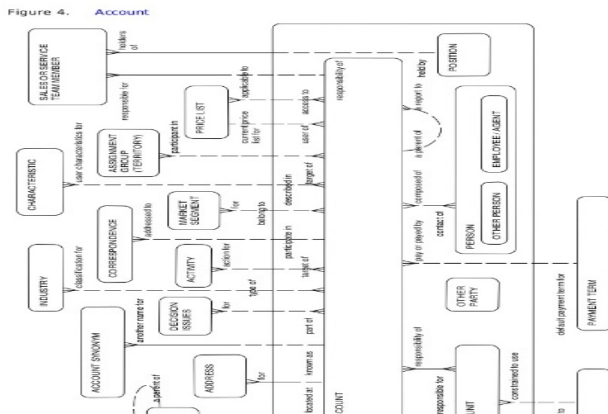 Figure 4. Account
SALES OR SERVICE
TEAM MEMBER
holders
of
POSITION
held by
responsible for
responsibility of
applicable to
PRICE LIST
current price
list for
access to
user of
a report to
a parent of
ASSIGNMENT
GROUP
(TERRITORY)
participant in
target of
EMPLOYEE / AGENT
OTHER PERSON
PERSON
CHARACTERISTIC
user characteristics for
described in
composed of
contact of
MARKET
SEGMENT
for
belong to
CORRESPONDENCE
addressed to
participate in
payor or payed by
ACTIVITY
action for
target of
INDUSTRY
classification for
type of
OTHER
PARTY
PAYMENT TERM
default payment term for
DECISION
ISSUES
for
part of
ACCOUNT SYNONYM
another name for
known as
responsibility of
responsible for
ADDRESS
for
located at
COUNT
UNIT
constrained to use
a parent of
to